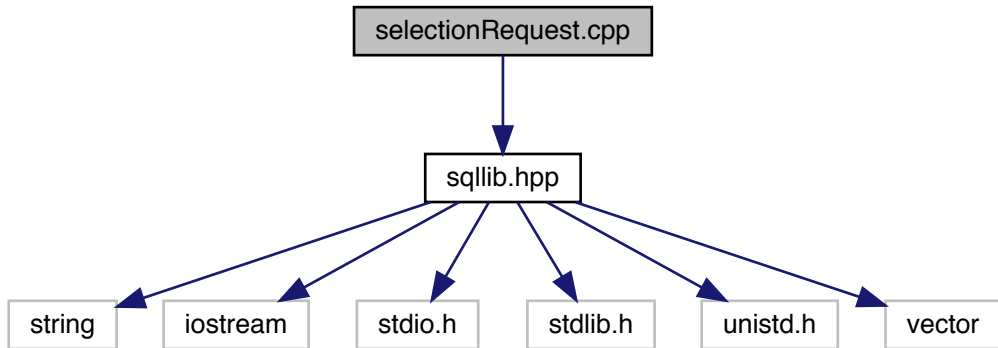 selectionRequest.cpp
sqllib.hpp
string
iostream
stdio.h
stdlib.h
unistd.h
vector